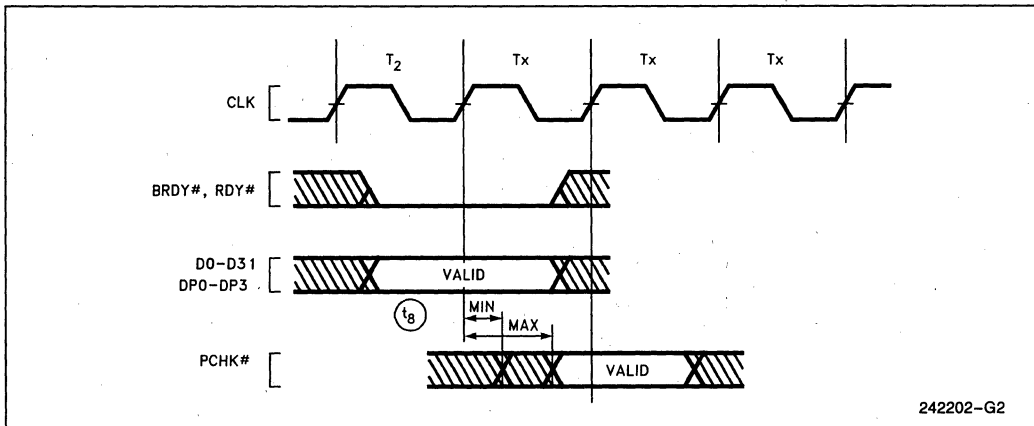 T2 Tx Tx Tx
CLK
BRDY#, RDY#
D0-D31
DP0-DP3
VALID
t8
MIN
MAX
PCHK#
VALID
242202-G2